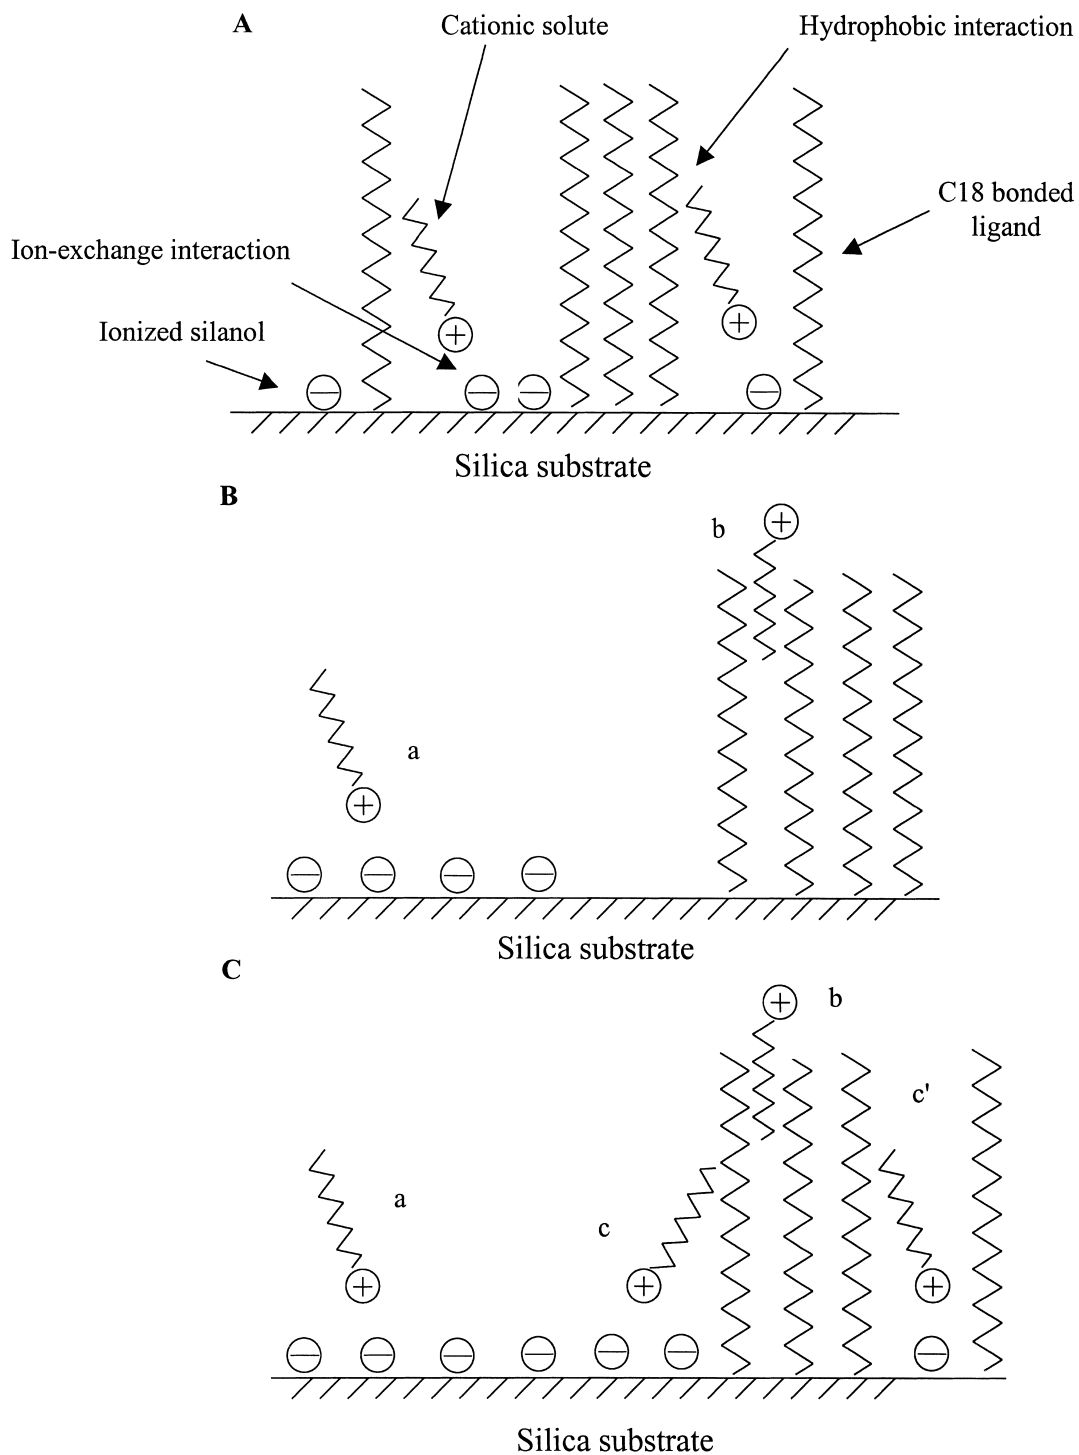 A
Cationic solute
Hydrophobic interaction
C18 bonded
ligand
Ion-exchange interaction
Ionized silanol
Silica substrate
B
b
a
Silica substrate
C
b
c'
a
c
Silica substrate